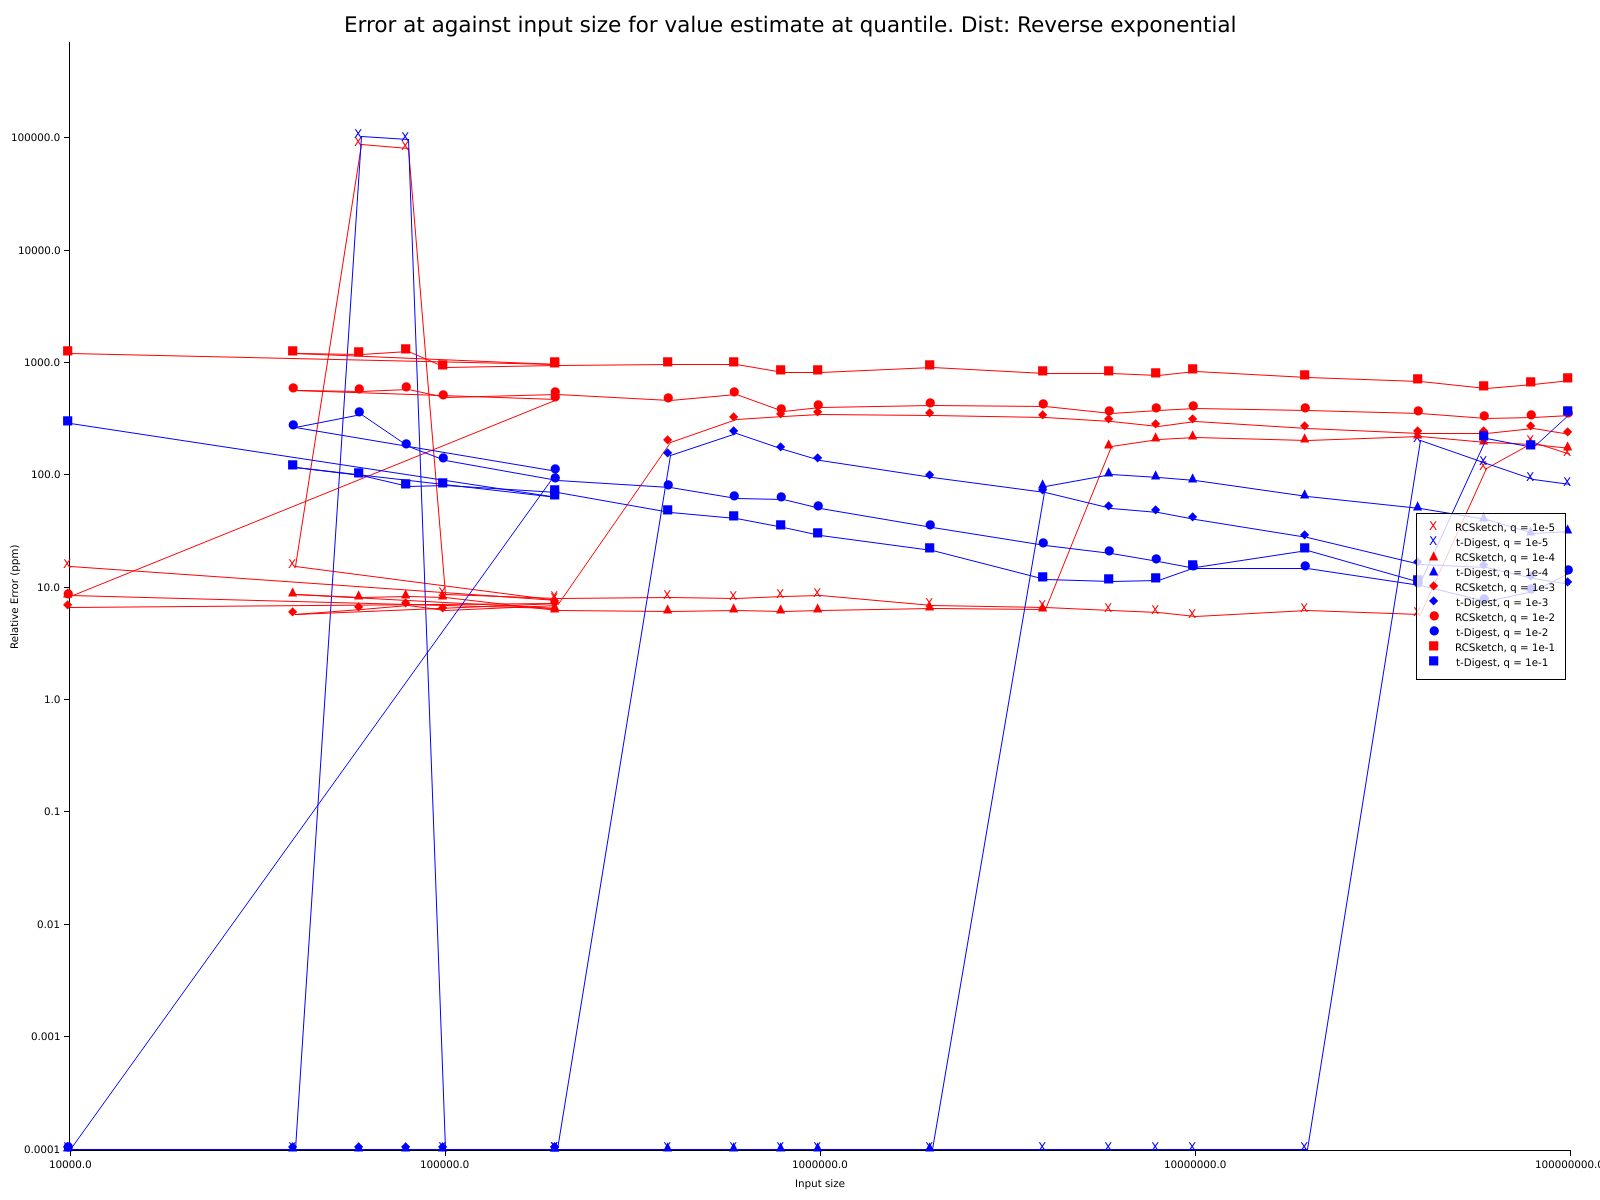 Error at against input size for value estimate at quantile. Dist: Reverse exponential
100000.0
10000.0
1000.0
100.0
10.0
1.0
0.1
0.01
0.001
0.0001
Relative Error (ppm)
RCSketch, q = 1e-5
t-Digest, q = 1e-5
RCSketch, q = 1e-4
t-Digest, q = 1e-4
RCSketch, q = 1e-3
t-Digest, q = 1e-3
RCSketch, q = 1e-2
t-Digest, q = 1e-2
RCSketch, q = 1e-1
t-Digest, q = 1e-1
10000.0 100000.0 1000000.0 10000000.0 100000000.0
Input size